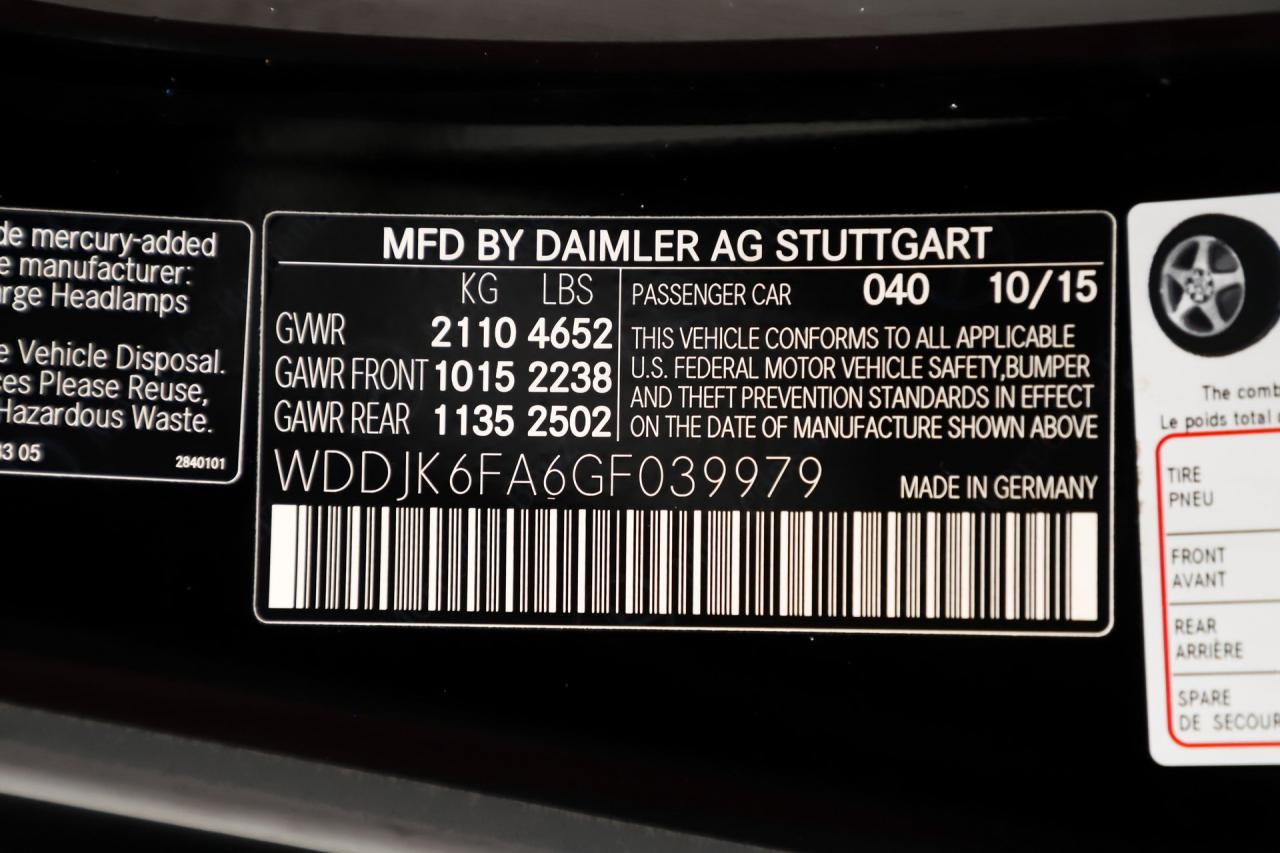 de mercury-added
e manufacturer:
arge Headlamps
e Vehicle Disposal.
ces Please Reuse,
Hazardous Waste.
33 05
2840101
MFD BY DAIMLER AG STUTTGART
KG LBS
GVWR 2110 4652
GAWR FRONT 1015 2238
GAWR REAR 1135 2502
PASSENGER CAR 040 10/15
THIS VEHICLE CONFORMS TO ALL APPLICABLE
U.S. FEDERAL MOTOR VEHICLE SAFETY,BUMPER
AND THEFT PREVENTION STANDARDS IN EFFECT
ON THE DATE OF MANUFACTURE SHOWN ABOVE
WDDJK6FA6GF039979
MADE IN GERMANY
The comb
Le poids total
TIRE
PNEU
FRONT
AVANT
REAR
ARRIÈRE
SPARE
DE SECOUR